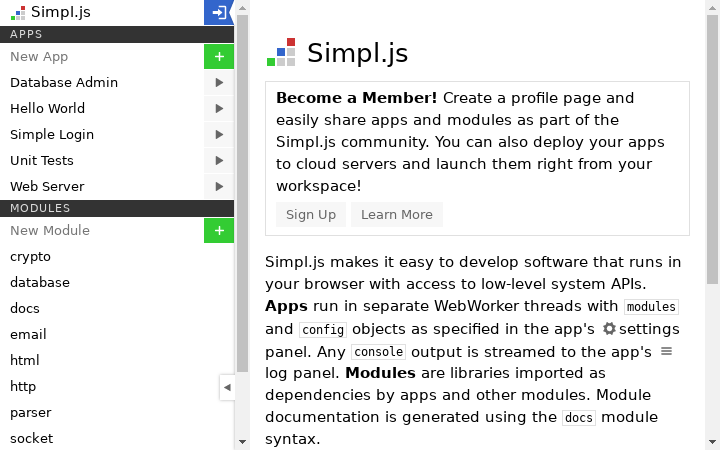 Simpl.js
APPS
New App
Database Admin
Hello World
Simple Login
Unit Tests
Web Server
MODULES
New Module
crypto
database
docs
email
html
http
parser
socket
Simpl.js
Become a Member! Create a profile page and
easily share apps and modules as part of the
Simpl.js community. You can also deploy your apps
to cloud servers and launch them right from your
workspace!
Sign Up Learn More
Simpl.js makes it easy to develop software that runs in
your browser with access to low-level system APIs.
Apps run in separate WebWorker threads with modules
and config objects as specified in the app's settings
panel. Any console output is streamed to the app's
log panel. Modules are libraries imported as
dependencies by apps and other modules. Module
documentation is generated using the docs module
syntax.